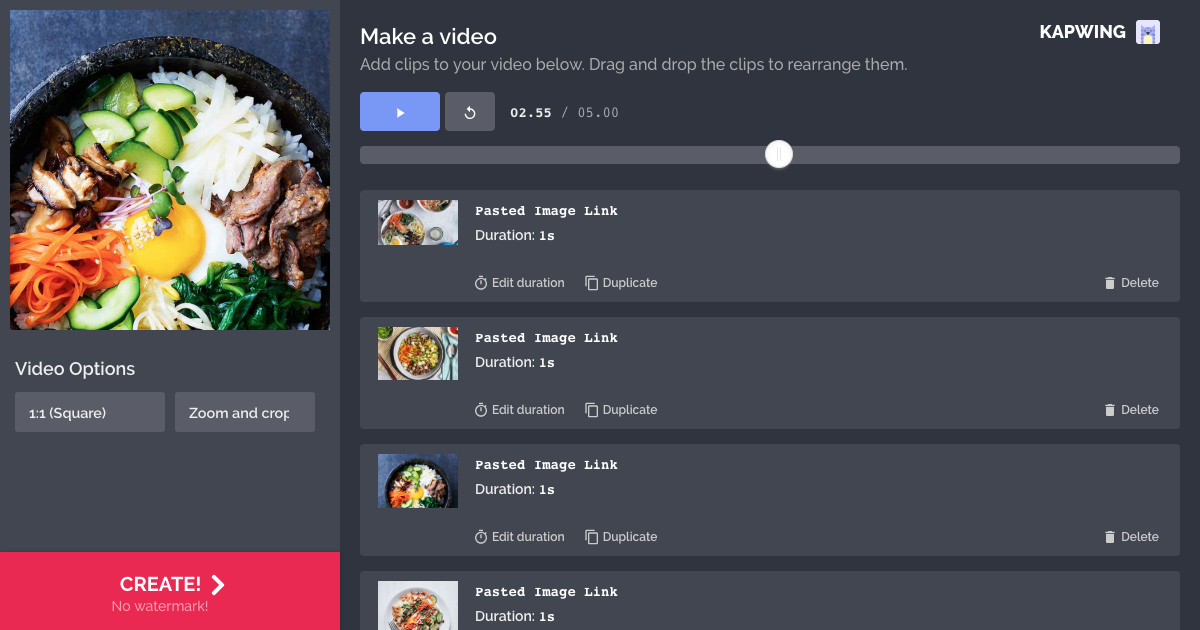 Make a video
KAPWING
Add clips to your video below. Drag and drop the clips to rearrange them.
02.55 / 05.00
Pasted Image Link
Duration: 1s
Edit duration Duplicate Delete
Pasted Image Link
Duration: 1s
Edit duration Duplicate Delete
Pasted Image Link
Duration: 1s
Edit duration Duplicate Delete
Pasted Image Link
Duration: 1s
Video Options
1:1 (Square) Zoom and crop
CREATE!
No watermark!